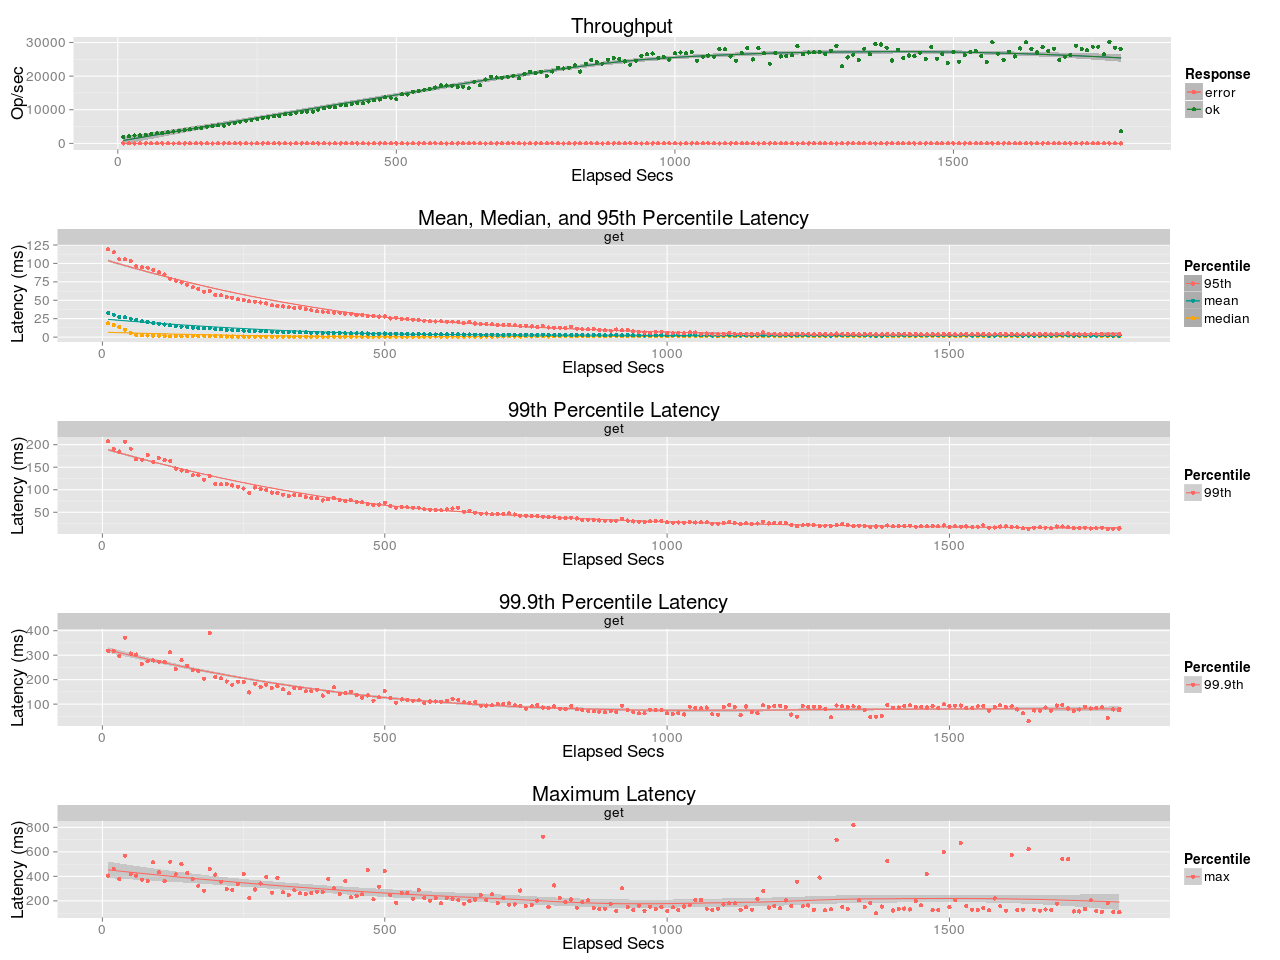 Throughput
Op/sec
30000
20000
10000
0
0 500 1000 1500
Elapsed Secs
Response
error
ok
Mean, Median, and 95th Percentile Latency
get
Latency (ms)
125
100
75
50
25
0
0 500 1000 1500
Elapsed Secs
Percentile
95th
mean
median
99th Percentile Latency
get
Latency (ms)
200
150
100
50
0 500 1000 1500
Elapsed Secs
Percentile
99th
99.9th Percentile Latency
get
Latency (ms)
400
300
200
100
0 500 1000 1500
Elapsed Secs
Percentile
99.9th
Maximum Latency
get
Latency (ms)
800
600
400
200
0 500 1000 1500
Elapsed Secs
Percentile
max